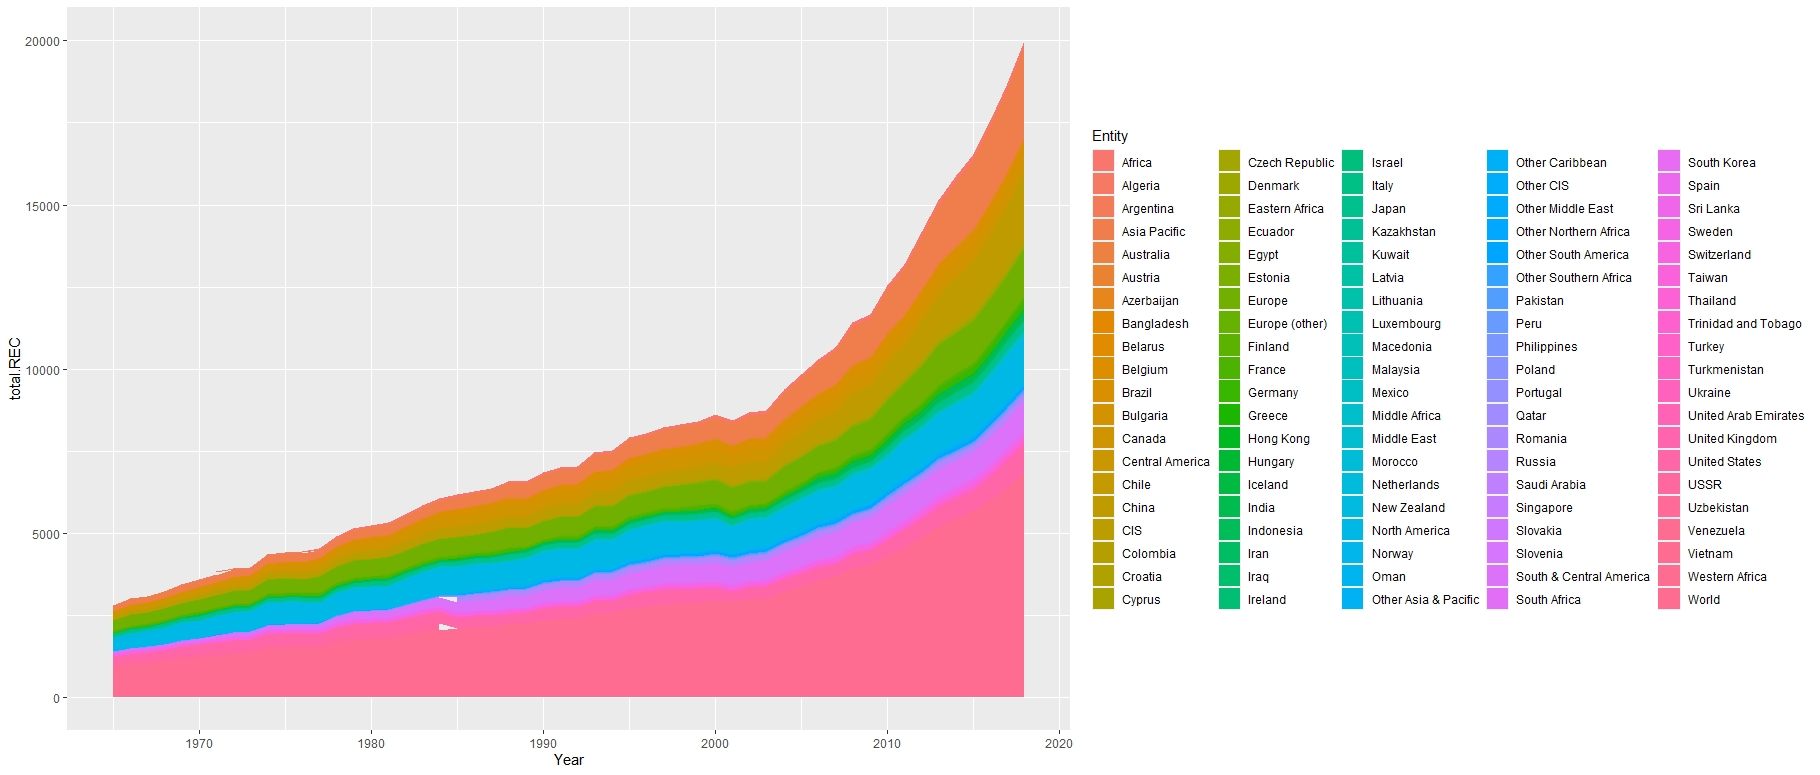 20000
15000
10000
5000
0
total.REC
1970 1980 1990 2000 2010 2020
Year
Entity
Africa
Algeria
Argentina
Asia Pacific
Australia
Austria
Azerbaijan
Bangladesh
Belarus
Belgium
Brazil
Bulgaria
Canada
Central America
Chile
China
CIS
Colombia
Croatia
Cyprus
Czech Republic
Denmark
Eastern Africa
Ecuador
Egypt
Estonia
Europe
Europe (other)
Finland
France
Germany
Greece
Hong Kong
Hungary
Iceland
India
Indonesia
Iran
Iraq
Ireland
Israel
Italy
Japan
Kazakhstan
Kuwait
Latvia
Lithuania
Luxembourg
Macedonia
Malaysia
Mexico
Middle Africa
Middle East
Morocco
Netherlands
New Zealand
North America
Norway
Oman
Other Asia & Pacific
Other Caribbean
Other CIS
Other Middle East
Other Northern Africa
Other South America
Other Southern Africa
Pakistan
Peru
Philippines
Poland
Portugal
Qatar
Romania
Russia
Saudi Arabia
Singapore
Slovakia
Slovenia
South & Central America
South Africa
South Korea
Spain
Sri Lanka
Sweden
Switzerland
Taiwan
Thailand
Trinidad and Tobago
Turkey
Turkmenistan
Ukraine
United Arab Emirates
United Kingdom
United States
USSR
Uzbekistan
Venezuela
Vietnam
Western Africa
World